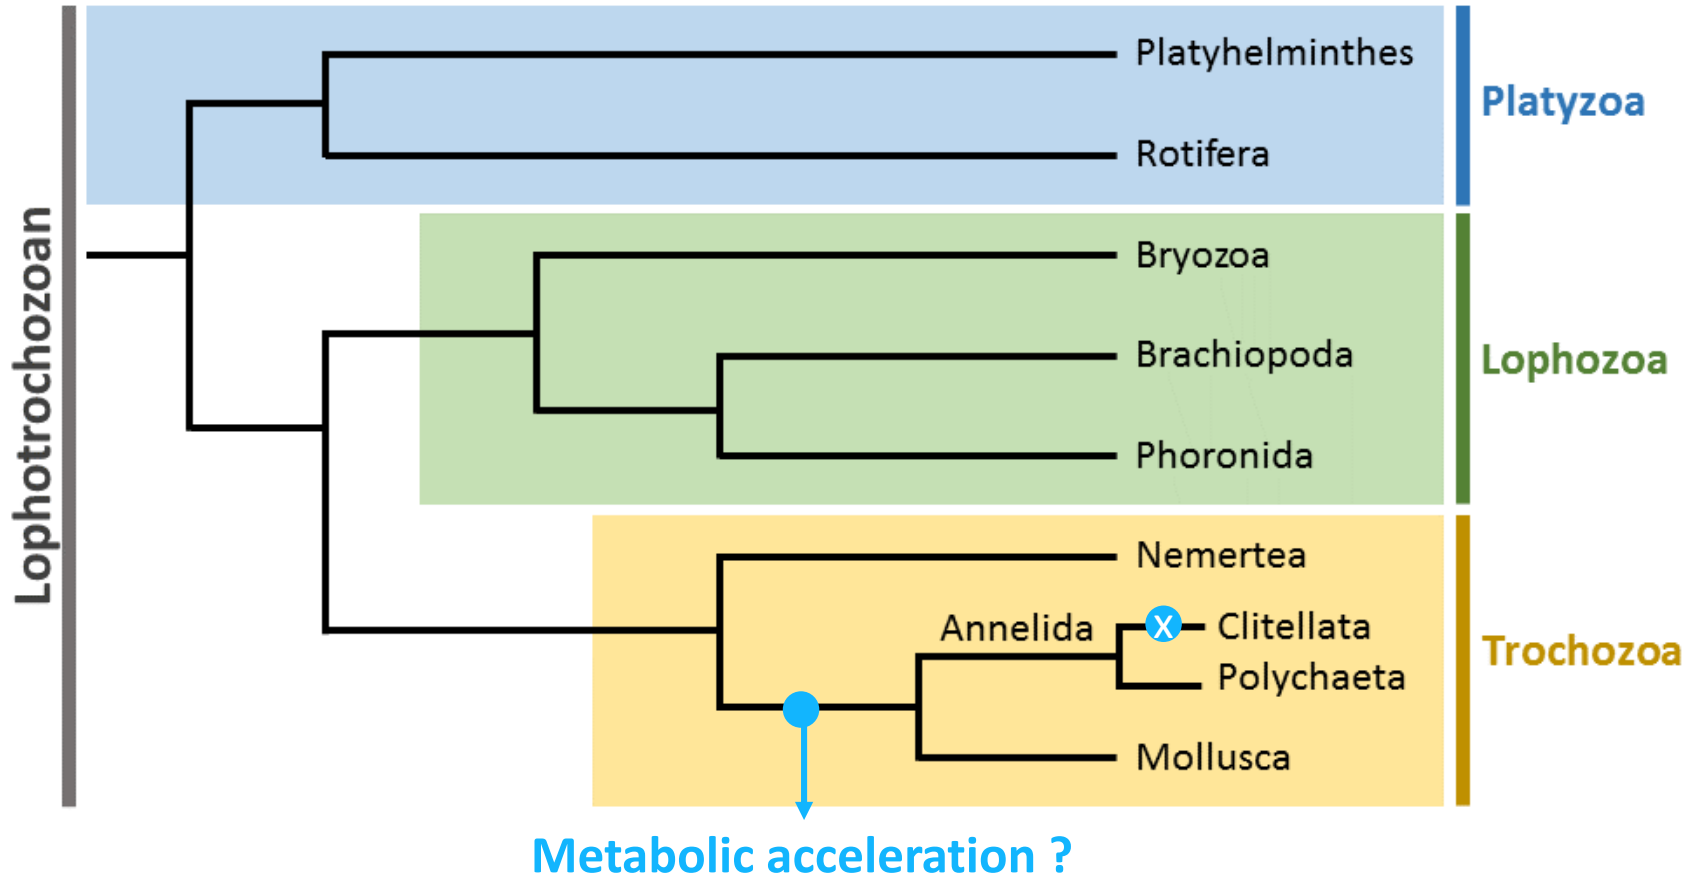 Lophotrochozoan
Platyhelminthes
Rotifera
Platyzoa
Bryozoa
Brachiopoda
Phoronida
Lophozoa
Nemertea
Annelida
X
Clitellata
Polychaeta
Mollusca
Trochozoa
Metabolic acceleration ?